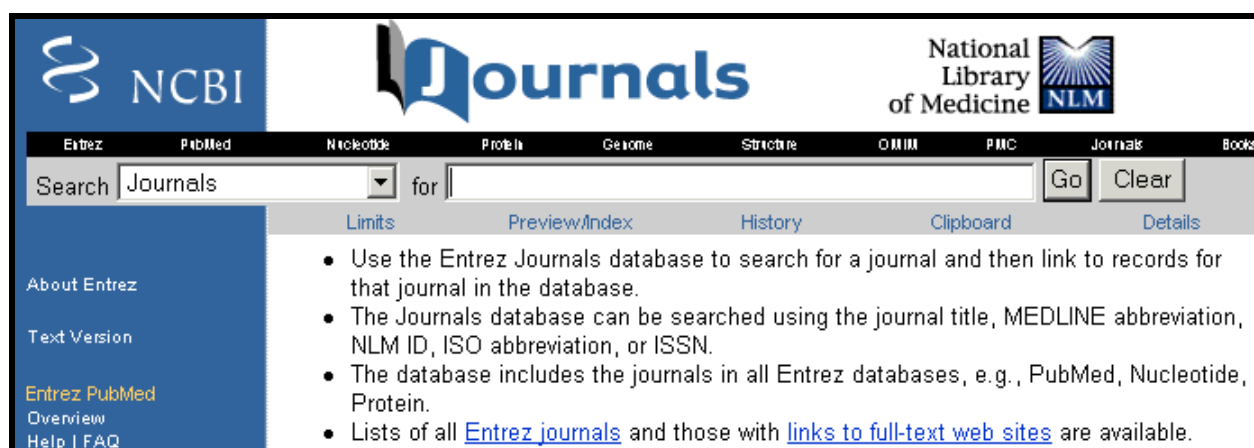 NCBI
Journals
National
Library
of Medicine NLM
Entrez PubMed Nucleotide Protein Genome Structure OMIM PMC Journals Books
Search Journals for Go Clear
Limits Preview/Index History Clipboard Details
About Entrez
Text Version
Entrez PubMed
Overview
Help | FAQ
• Use the Entrez Journals database to search for a journal and then link to records for
that journal in the database.
• The Journals database can be searched using the journal title, MEDLINE abbreviation,
NLM ID, ISO abbreviation, or ISSN.
• The database includes the journals in all Entrez databases, e.g., PubMed, Nucleotide,
Protein.
• Lists of all Entrez journals and those with links to full-text web sites are available.